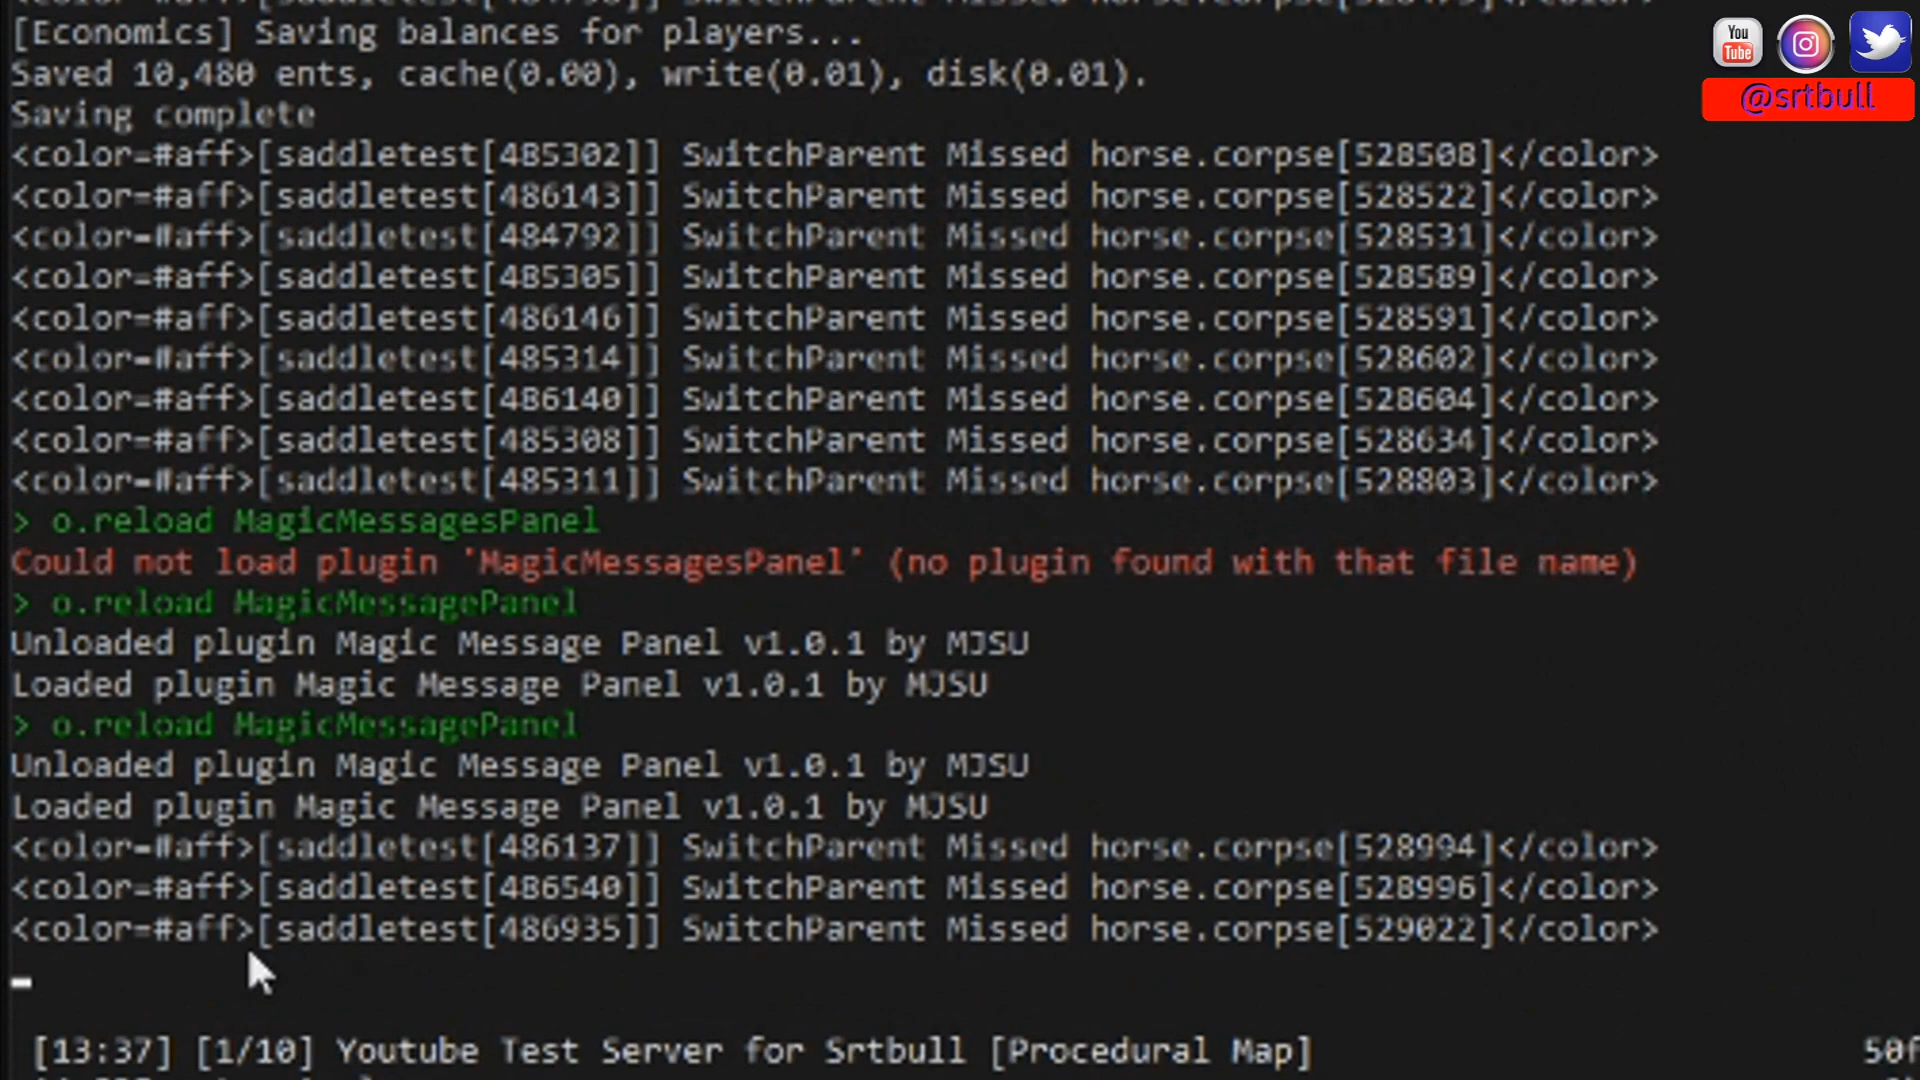 [Economics] Saving balances for players...
Saved 10,480 ents, cache(0.00), write(0.01), disk(0.01).
Saving complete
<color=#aff>[saddletest[485302]] SwitchParent Missed horse.corpse[528508]</color>
<color=#aff>[saddletest[486143]] SwitchParent Missed horse.corpse[528522]</color>
<color=#aff>[saddletest[484792]] SwitchParent Missed horse.corpse[528531]</color>
<color=#aff>[saddletest[485305]] SwitchParent Missed horse.corpse[528589]</color>
<color=#aff>[saddletest[486146]] SwitchParent Missed horse.corpse[528591]</color>
<color=#aff>[saddletest[485314]] SwitchParent Missed horse.corpse[528602]</color>
<color=#aff>[saddletest[486140]] SwitchParent Missed horse.corpse[528604]</color>
<color=#aff>[saddletest[485308]] SwitchParent Missed horse.corpse[528634]</color>
<color=#aff>[saddletest[485311]] SwitchParent Missed horse.corpse[528803]</color>
> o.reload MagicMessagesPanel
Could not load plugin 'MagicMessagesPanel' (no plugin found with that file name)
> o.reload MagicMessagePanel
Unloaded plugin Magic Message Panel v1.0.1 by MJSU
Loaded plugin Magic Message Panel v1.0.1 by MJSU
> o.reload MagicMessagePanel
Unloaded plugin Magic Message Panel v1.0.1 by MJSU
Loaded plugin Magic Message Panel v1.0.1 by MJSU
<color=#aff>[saddletest[486137]] SwitchParent Missed horse.corpse[528994]</color>
<color=#aff>[saddletest[486540]] SwitchParent Missed horse.corpse[528996]</color>
<color=#aff>[saddletest[486935]] SwitchParent Missed horse.corpse[529022]</color>
[13:37] [1/10] Youtube Test Server for Srtbull [Procedural Map]
50f
You
Tube
@srtbull